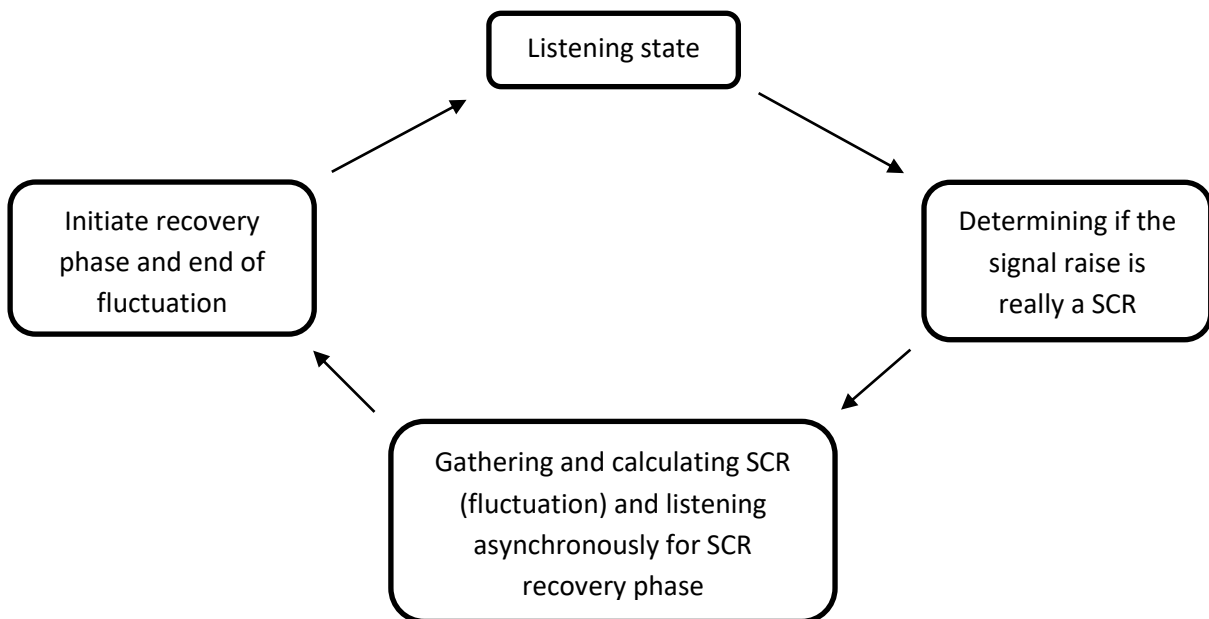 Listening state
Initiate recovery
phase and end of
fluctuation
Determining if the
signal raise is
really a SCR
Gathering and calculating SCR
(fluctuation) and listening
asynchronously for SCR
recovery phase